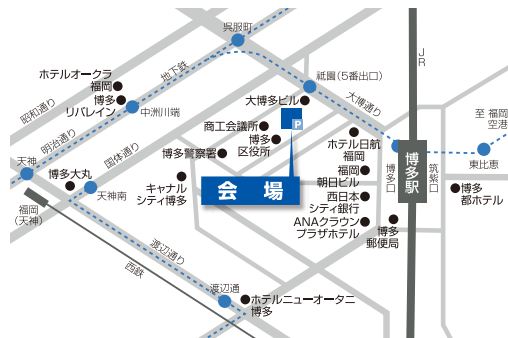 呉服町
JR
ホテルオークラ
福岡
地下鉄
祇園(5番出口)
博多
リバレイン
大博多ビル
大博通り
昭和通り
中洲川端
P
至 福岡
空港
商工会議所
明治通り
国体通り
博多
区役所
ホテル日航
福岡
博多駅
東比恵
天神
博多警察署
博多口
筑紫口
福岡
朝日ビル
博多大丸
キャナル
シティ博多
会 場
西日本
シティ銀行
博多
都ホテル
天神南
福岡
(天神)
ANAクラウン
プラザホテル
博多
郵便局
渡辺通り
西鉄
渡辺通
ホテルニューオータニ
博多